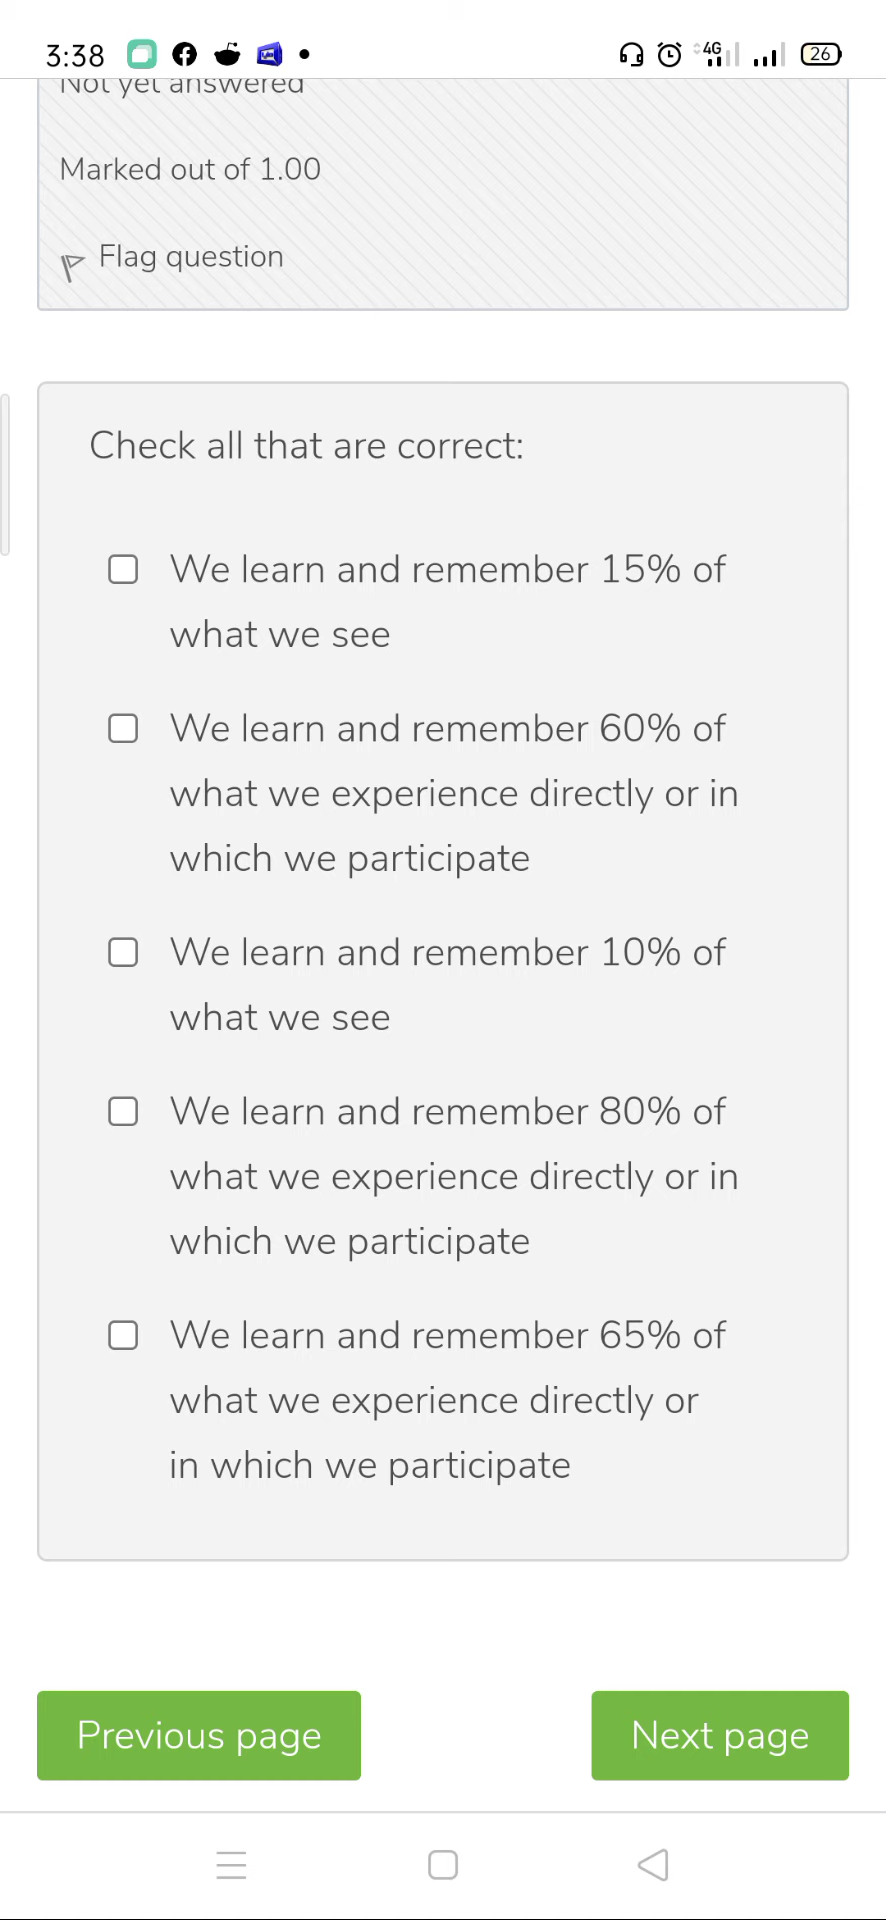 3:38
4G
26
Not yet answered
Marked out of 1.00
Flag question
Check all that are correct:
We learn and remember 15% of
what we see
We learn and remember 60% of
what we experience directly or in
which we participate
We learn and remember 10% of
what we see
We learn and remember 80% of
what we experience directly or in
which we participate
We learn and remember 65% of
what we experience directly or
in which we participate
Previous page
Next page